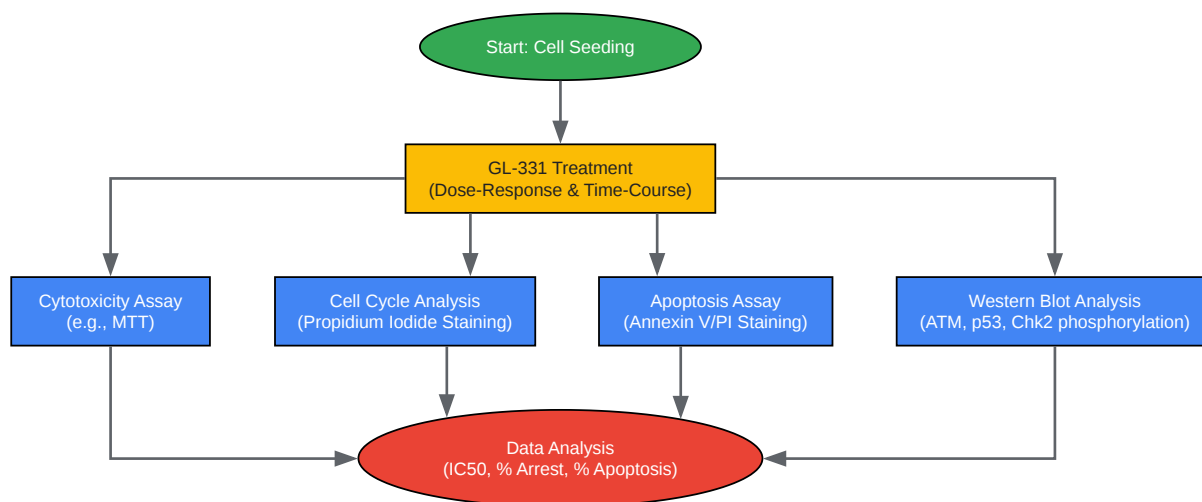 Start: Cell Seeding
GL-331 Treatment
(Dose-Response & Time-Course)
Cytotoxicity Assay
(e.g., MTT)
Cell Cycle Analysis
(Propidium Iodide Staining)
Apoptosis Assay
(Annexin V/PI Staining)
Western Blot Analysis
(ATM, p53, Chk2 phosphorylation)
Data Analysis
(IC50, % Arrest, % Apoptosis)